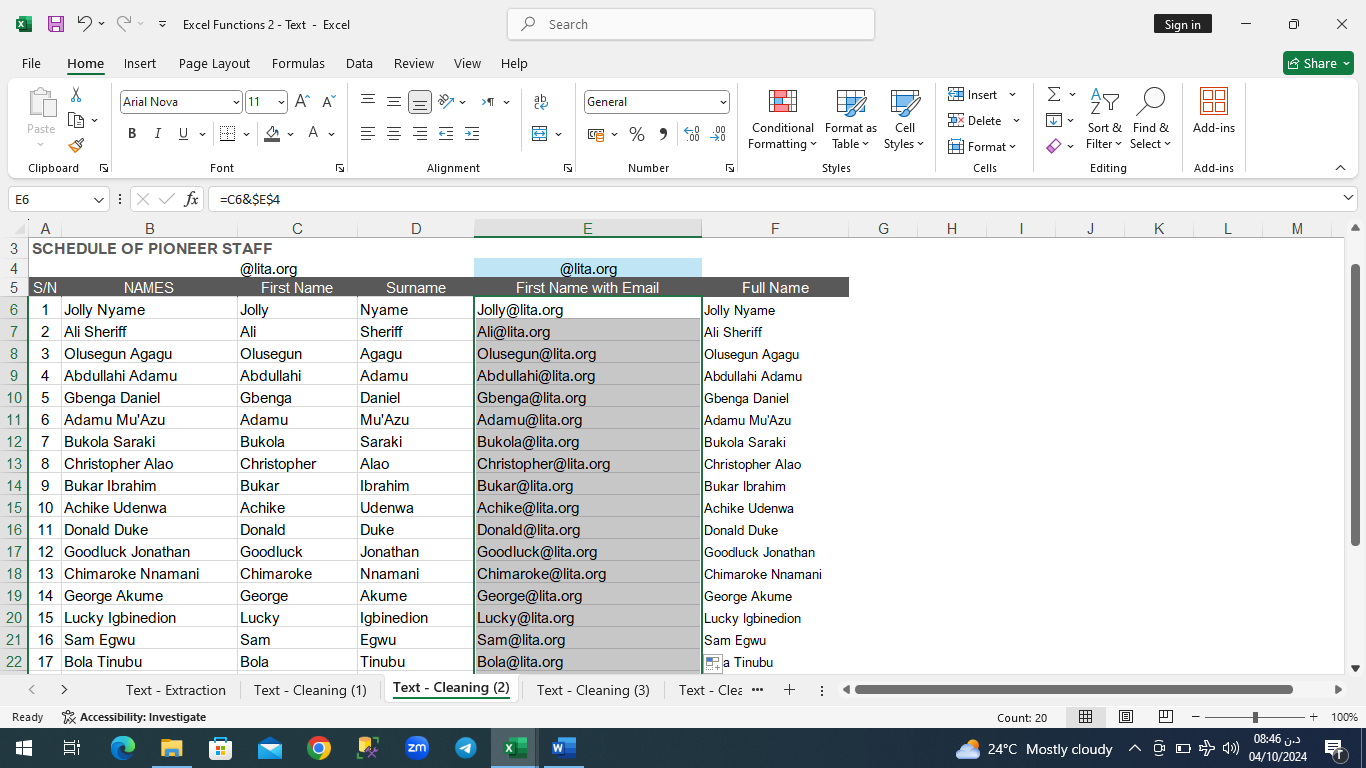 Excel Functions 2 - Text - Excel
Search
Sign in
File Home Insert Page Layout Formulas Data Review View Help
Share
Paste
Arial Nova 11
General
Conditional Formatting
Format as Table
Cell Styles
Insert
Delete
Format
Sort & Filter
Find & Select
Add-ins
Clipboard Font Alignment Number Styles Cells Editing Add-ins
E6 fx =C6&$E$4
A B C D E F G H I J K L M
3 SCHEDULE OF PIONEER STAFF
4 @lita.org @lita.org
5 S/N NAMES First Name Surname First Name with Email Full Name
6 1 Jolly Nyame Jolly Nyame Jolly@lita.org Jolly Nyame
7 2 Ali Sheriff Ali Sheriff Ali@lita.org Ali Sheriff
8 3 Olusegun Agagu Olusegun Agagu Olusegun@lita.org Olusegun Agagu
9 4 Abdullahi Adamu Abdullahi Adamu Abdullahi@lita.org Abdullahi Adamu
10 5 Gbenga Daniel Gbenga Daniel Gbenga@lita.org Gbenga Daniel
11 6 Adamu Mu'Azu Adamu Mu'Azu Adamu@lita.org Adamu Mu'Azu
12 7 Bukola Saraki Bukola Saraki Bukola@lita.org Bukola Saraki
13 8 Christopher Alao Christopher Alao Christopher@lita.org Christopher Alao
14 9 Bukar Ibrahim Bukar Ibrahim Bukar@lita.org Bukar Ibrahim
15 10 Achike Udenwa Achike Udenwa Achike@lita.org Achike Udenwa
16 11 Donald Duke Donald Duke Donald@lita.org Donald Duke
17 12 Goodluck Jonathan Goodluck Jonathan Goodluck@lita.org Goodluck Jonathan
18 13 Chimaroke Nnamani Chimaroke Nnamani Chimaroke@lita.org Chimaroke Nnamani
19 14 George Akume George Akume George@lita.org George Akume
20 15 Lucky Igbinedion Lucky Igbinedion Lucky@lita.org Lucky Igbinedion
21 16 Sam Egwu Sam Egwu Sam@lita.org Sam Egwu
22 17 Bola Tinubu Bola Tinubu Bola@lita.org a Tinubu
Text - Extraction Text - Cleaning (1) Text - Cleaning (2) Text - Cleaning (3) Text - Clea ...
Ready Accessibility: Investigate Count: 20 100%
zm
24°C Mostly cloudy
08:46 د.ن
04/10/2024